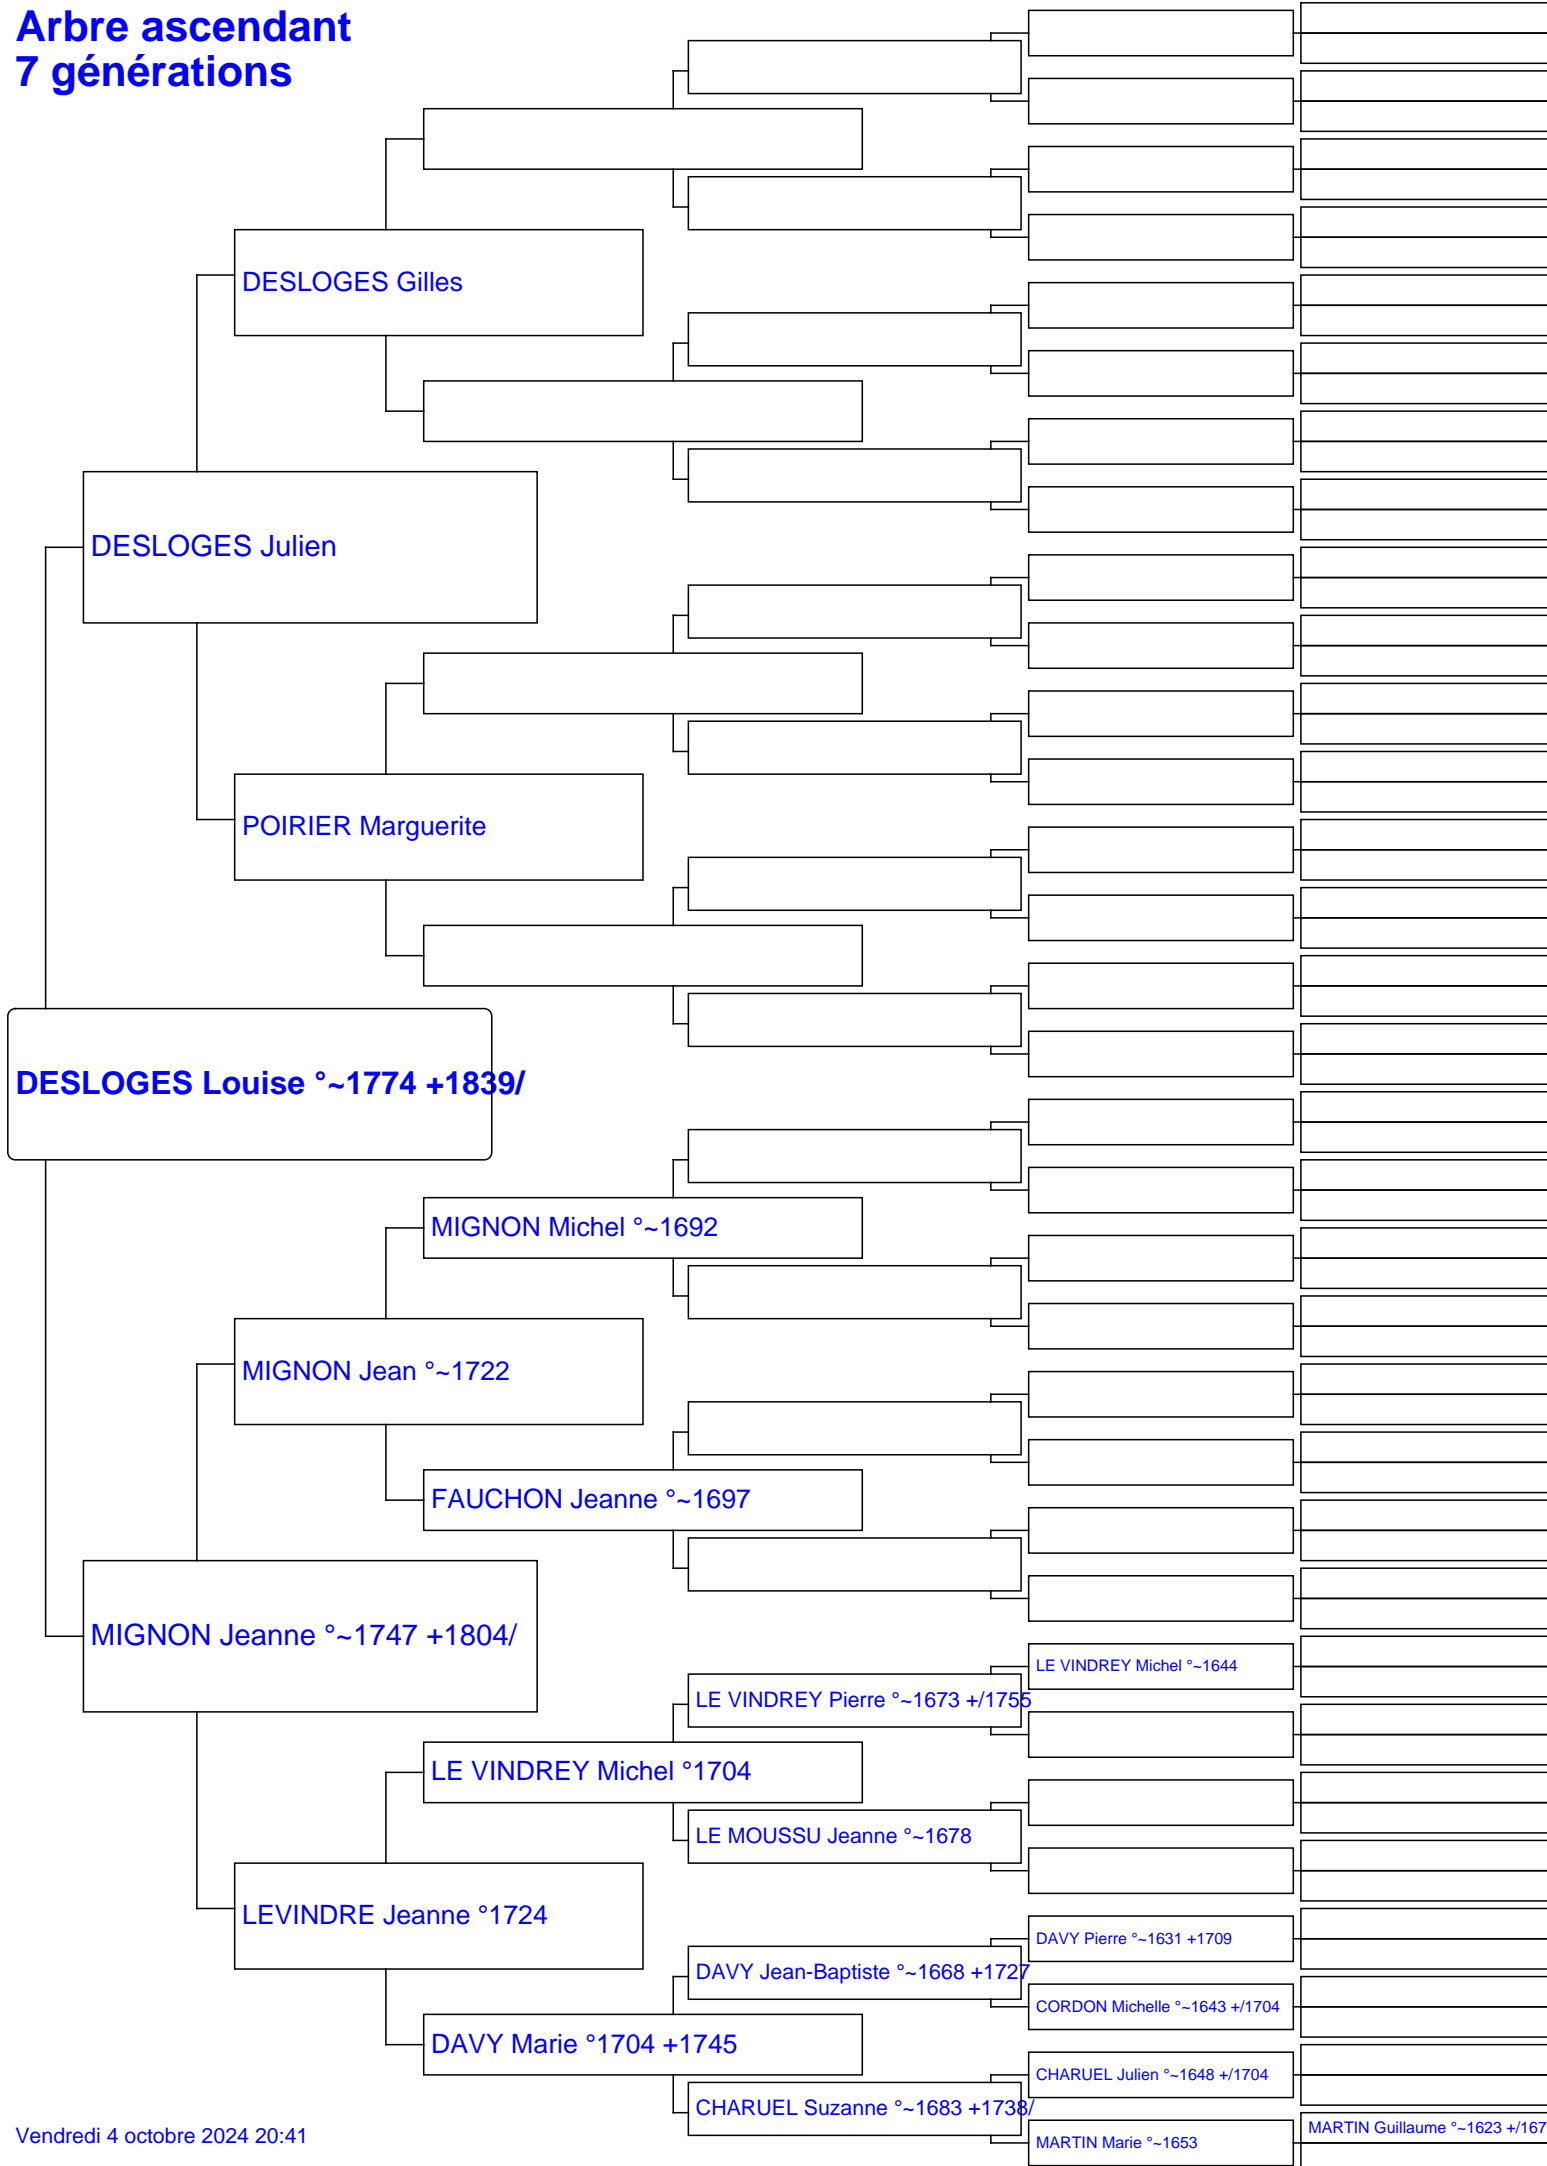 Arbre ascendant
7 générations
DESLOGES Gilles
DESLOGES Julien
POIRIER Marguerite
DESLOGES Louise °~1774 +1839/
MIGNON Michel °~1692
MIGNON Jean °~1722
FAUCHON Jeanne °~1697
MIGNON Jeanne °~1747 +1804/
LE VINDREY Michel °~1644
LE VINDREY Pierre °~1673 +/1755
LE VINDREY Michel °1704
LE MOUSSU Jeanne °~1678
LEVINDRE Jeanne °1724
DAVY Pierre °~1631 +1709
DAVY Jean-Baptiste °~1668 +1727
CORDON Michelle °~1643 +/1704
DAVY Marie °1704 +1745
CHARUEL Julien °~1648 +/1704
CHARUEL Suzanne °~1683 +1738/
MARTIN Guillaume °~1623 +/167
MARTIN Marie °~1653
Vendredi 4 octobre 2024 20:41